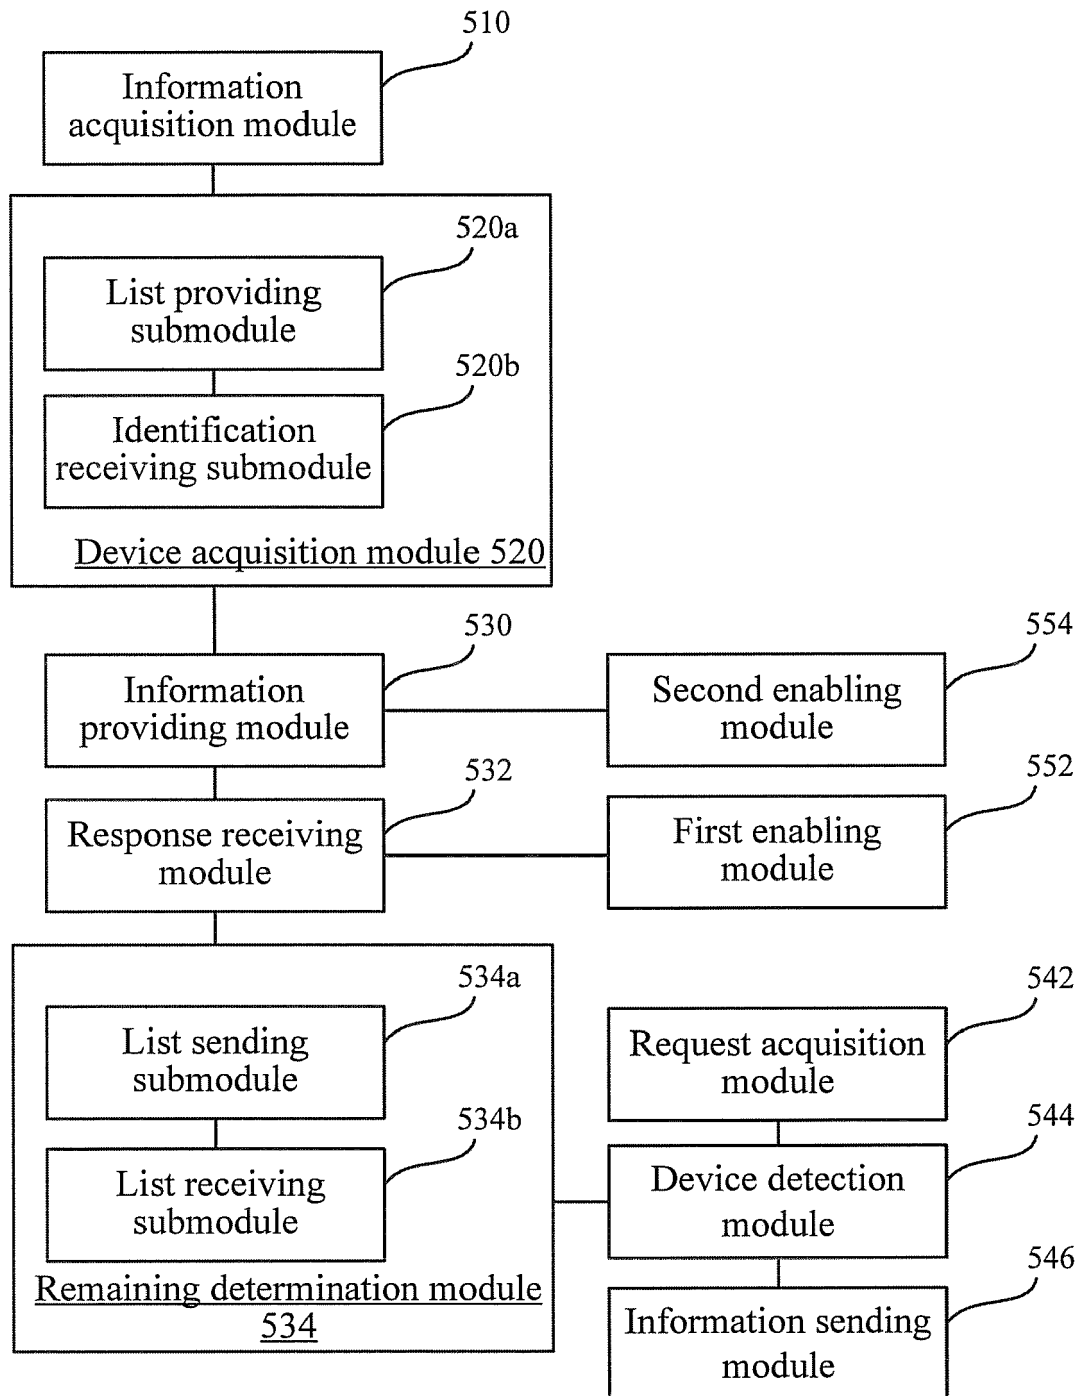 510
Information
acquisition module
520a
List providing
submodule
520b
Identification
receiving submodule
Device acquisition module 520
530
Information
providing module
554
Second enabling
module
532
Response receiving
module
552
First enabling
module
534a
List sending
submodule
534b
List receiving
submodule
Remaining determination module
534
542
Request acquisition
module
544
Device detection
module
546
Information sending
module